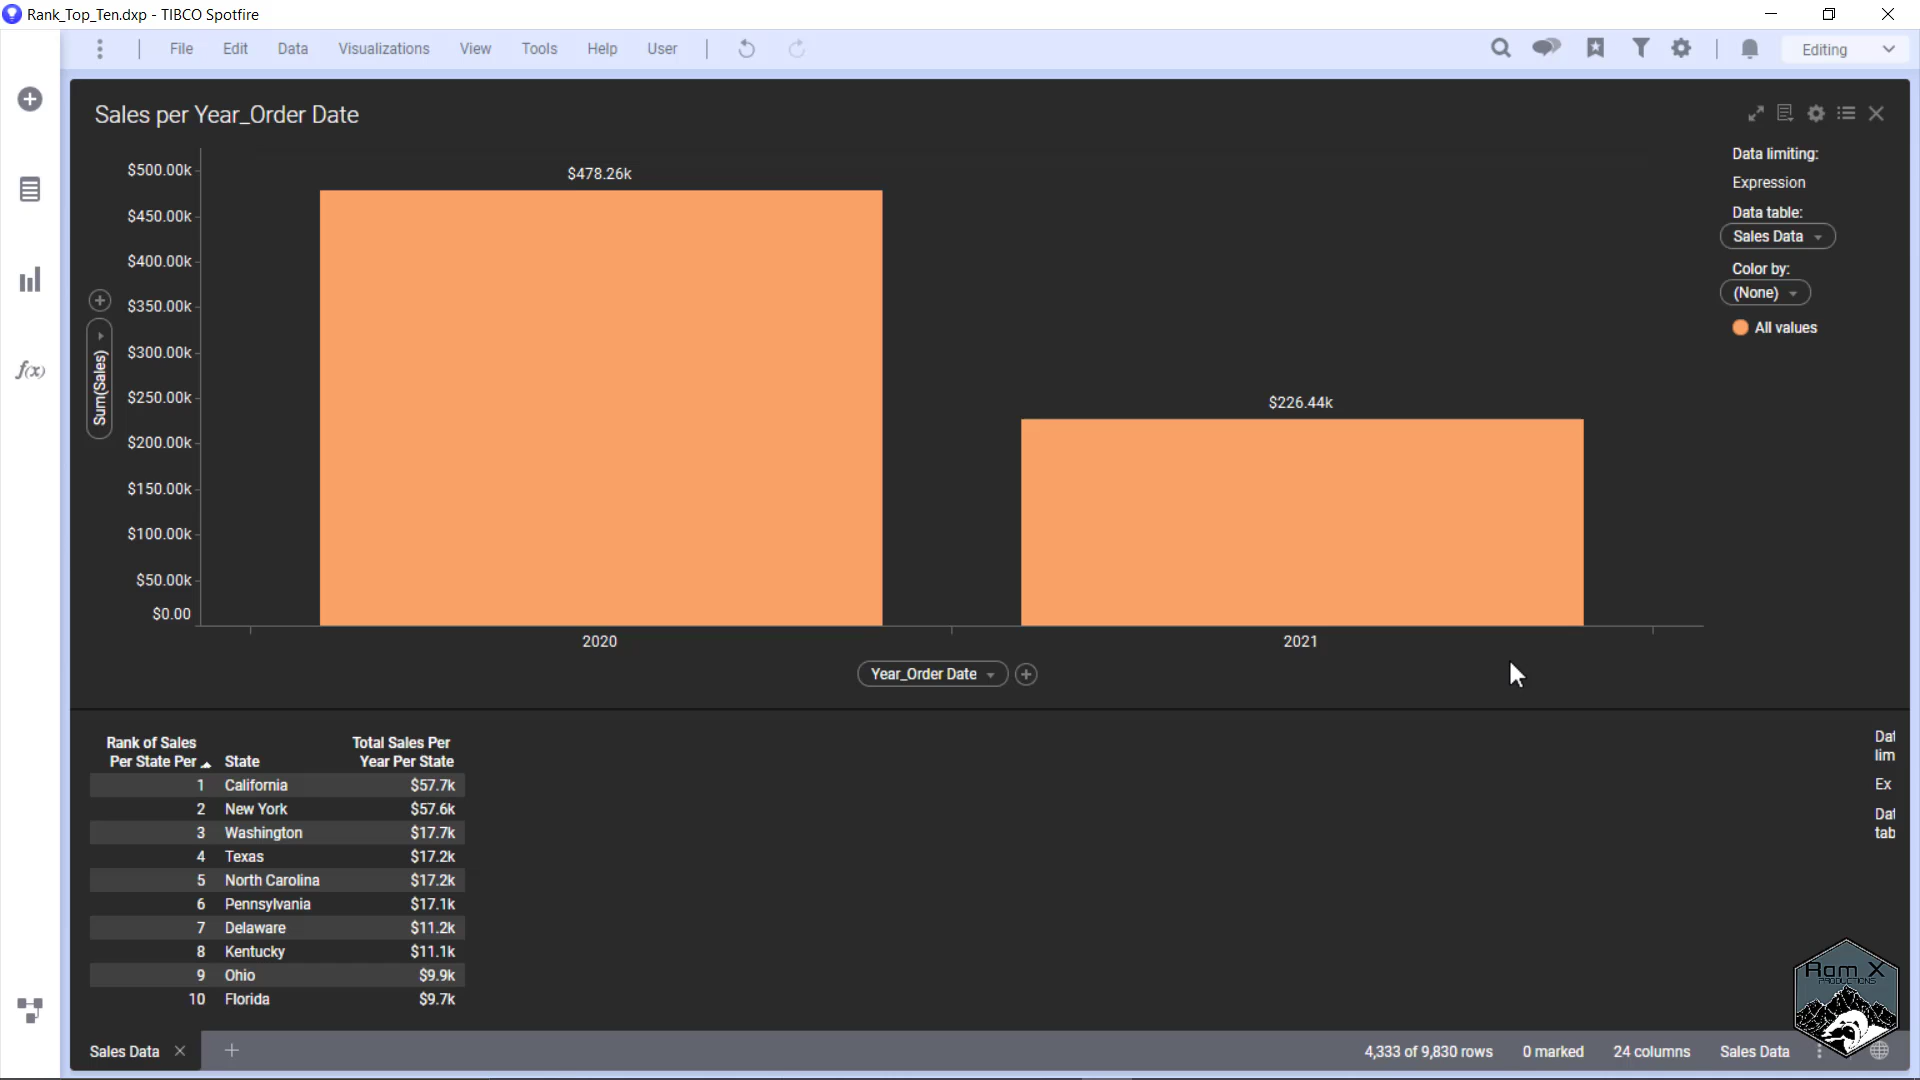 Rank_Top_Ten.dxp - TIBCO Spotfire
File Edit Data Visualizations View Tools Help User
Editing
Sales per Year_Order Date
$500.00k
$450.00k
$400.00k
$350.00k
$300.00k
$250.00k
$200.00k
$150.00k
$100.00k
$50.00k
$0.00
Sum(Sales)
f(x)
$478.26k
$226.44k
2020 2021
Year_Order Date
Data limiting:
Expression
Data table:
Sales Data
Color by:
(None)
All values
Rank of Sales Total Sales Per
Per State Per State Year Per State
1 California $57.7k
2 New York $57.6k
3 Washington $17.7k
4 Texas $17.2k
5 North Carolina $17.2k
6 Pennsylvania $17.1k
7 Delaware $11.2k
8 Kentucky $11.1k
9 Ohio $9.9k
10 Florida $9.7k
Dat
lim
Ex
Dat
tab
Ram X
PRODUCTIONS
Sales Data
4,333 of 9,830 rows 0 marked 24 columns Sales Data